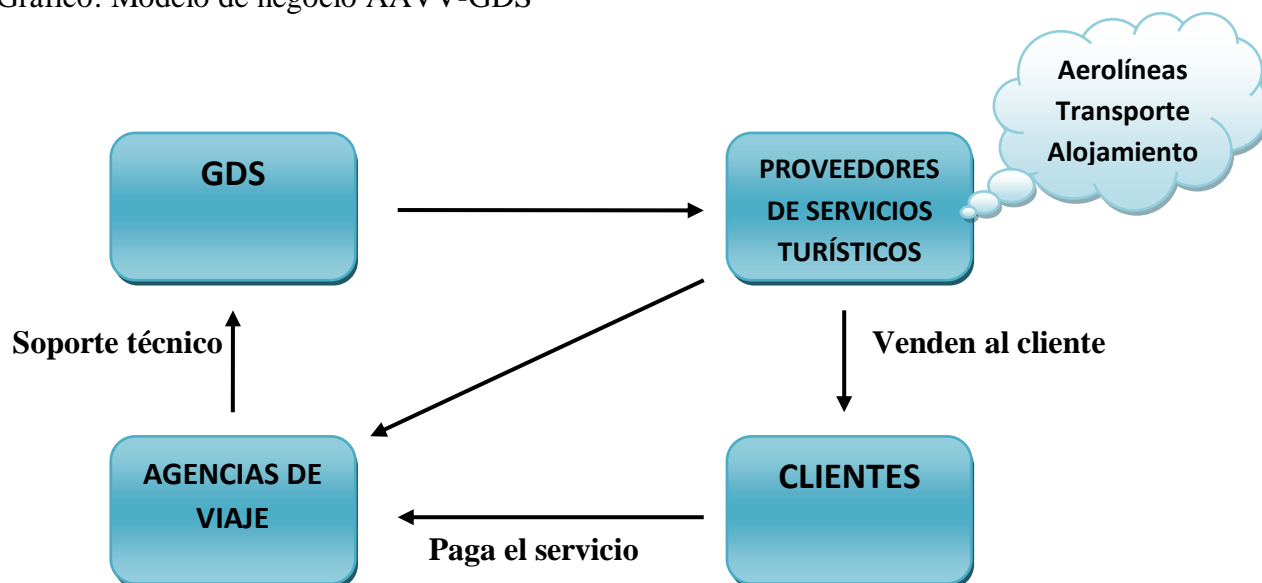 Gráfico: Modelo de negocio AAVV-GDS
Aerolíneas
Transporte
Alojamiento
GDS
PROVEEDORES
DE SERVICIOS
TURÍSTICOS
Soporte técnico
Venden al cliente
AGENCIAS DE
VIAJE
CLIENTES
Paga el servicio